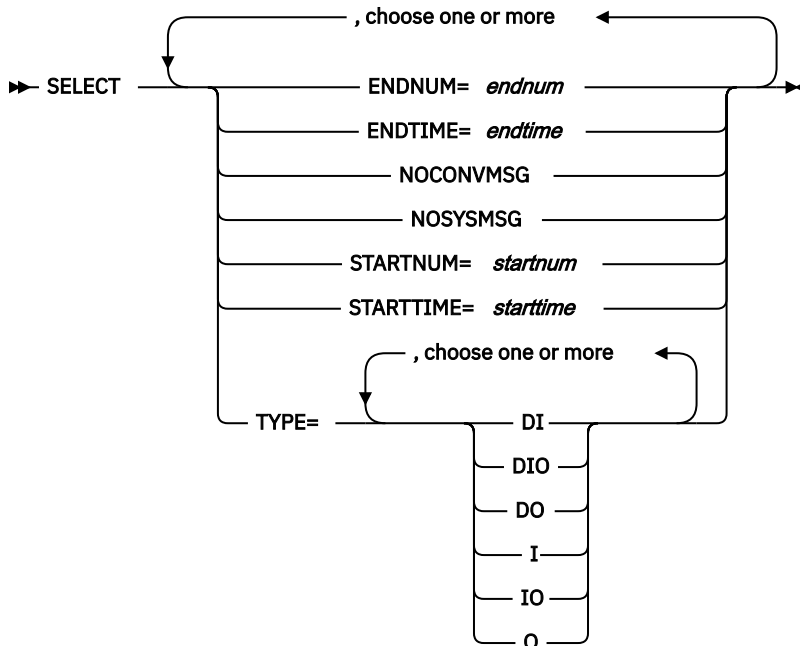 , choose one or more
SELECT
ENDNUM= endnum
ENDTIME= endtime
NOCONVMSG
NOSYSMSG
STARTNUM= startnum
STARTTIME= starttime
, choose one or more
TYPE= DI
DIO
DO
I
IO
O